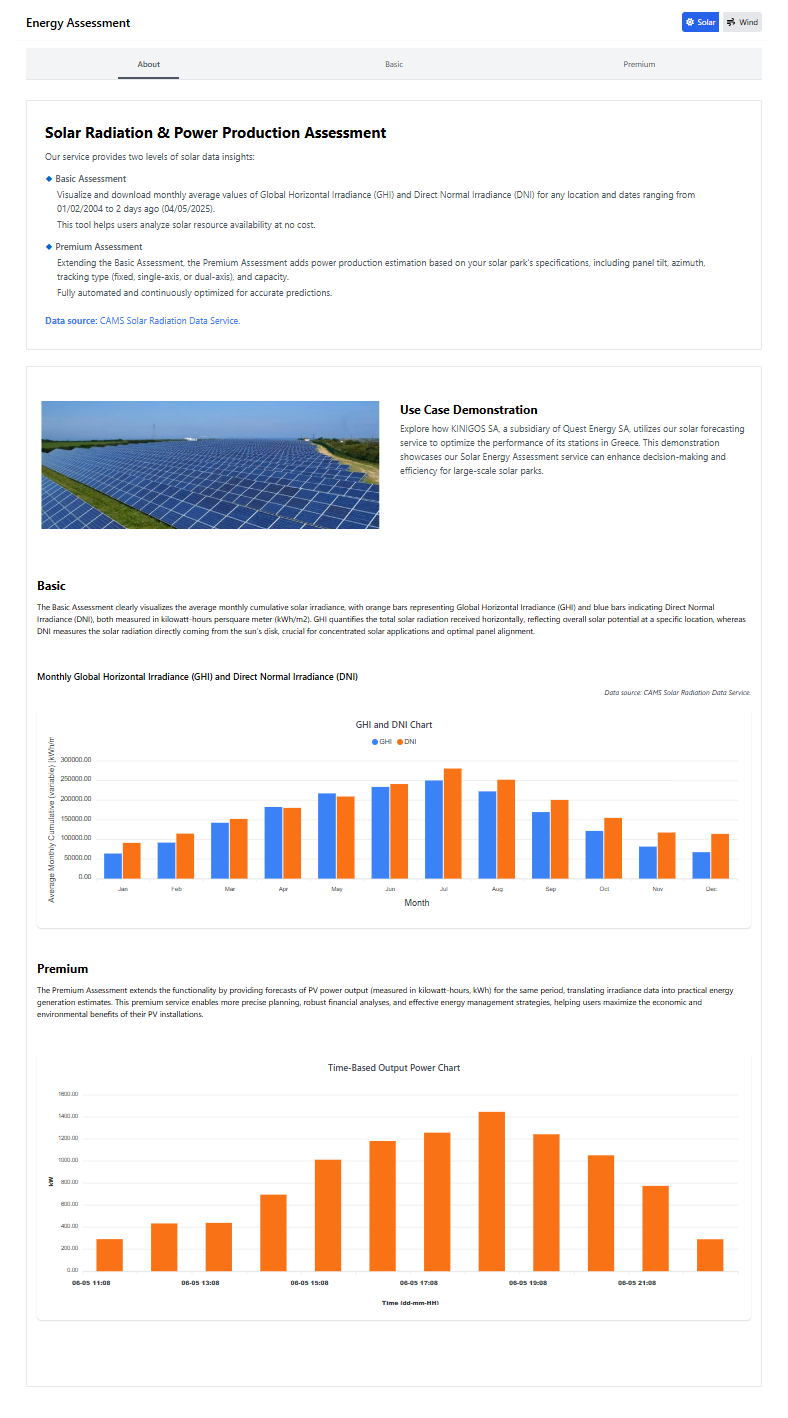 Energy Assessment
Solar
Wind
About
Basic
Premium
Solar Radiation & Power Production Assessment
Our service provides two levels of solar data insights:
Basic Assessment
Visualize and download monthly average values of Global Horizontal Irradiance (GHI) and Direct Normal Irradiance (DNI) for any location and dates ranging from
01/02/2004 to 2 days ago (04/05/2025).
This tool helps users analyze solar resource availability at no cost.
Premium Assessment
Extending the Basic Assessment, the Premium Assessment adds power production estimation based on your solar park's specifications, including panel tilt, azimuth,
tracking type (fixed, single-axis, or dual-axis), and capacity.
Fully automated and continuously optimized for accurate predictions.
Data source: CAMS Solar Radiation Data Service.
Use Case Demonstration
Explore how KINIGOS SA, a subsidiary of Quest Energy SA, utilizes our solar forecasting
service to optimize the performance of its stations in Greece. This demonstration
showcases our Solar Energy Assessment service can enhance decision-making and
efficiency for large-scale solar parks.
Basic
The Basic Assessment clearly visualizes the average monthly cumulative solar irradiance, with orange bars representing Global Horizontal Irradiance (GHI) and blue bars indicating Direct Normal
Irradiance (DNI), both measured in kilowatt-hours persquare meter (kWh/m2). GHI quantifies the total solar radiation received horizontally, reflecting overall solar potential at a specific location, whereas
DNI measures the solar radiation directly coming from the sun's disk, crucial for concentrated solar applications and optimal panel alignment.
Monthly Global Horizontal Irradiance (GHI) and Direct Normal Irradiance (DNI)
Data source: CAMS Solar Radiation Data Service.
GHI and DNI Chart
GHI DNI
Average Monthly Cumulative (variable) (kWh/m
300000.00
250000.00
200000.00
150000.00
100000.00
50000.00
0.00
Jan Feb Mar Apr May Jun Jul Aug Sep Oct Nov Dec
Month
Premium
The Premium Assessment extends the functionality by providing forecasts of PV power output (measured in kilowatt-hours, kWh) for the same period, translating irradiance data into practical energy
generation estimates. This premium service enables more precise planning, robust financial analyses, and effective energy management strategies, helping users maximize the economic and
environmental benefits of their PV installations.
Time-Based Output Power Chart
kW
1600.00
1400.00
1200.00
1000.00
800.00
600.00
400.00
200.00
0.00
06-05 11:08 06-05 13:08 06-05 15:08 06-05 17:08 06-05 19:08 06-05 21:08
Time (dd-mm-HH)